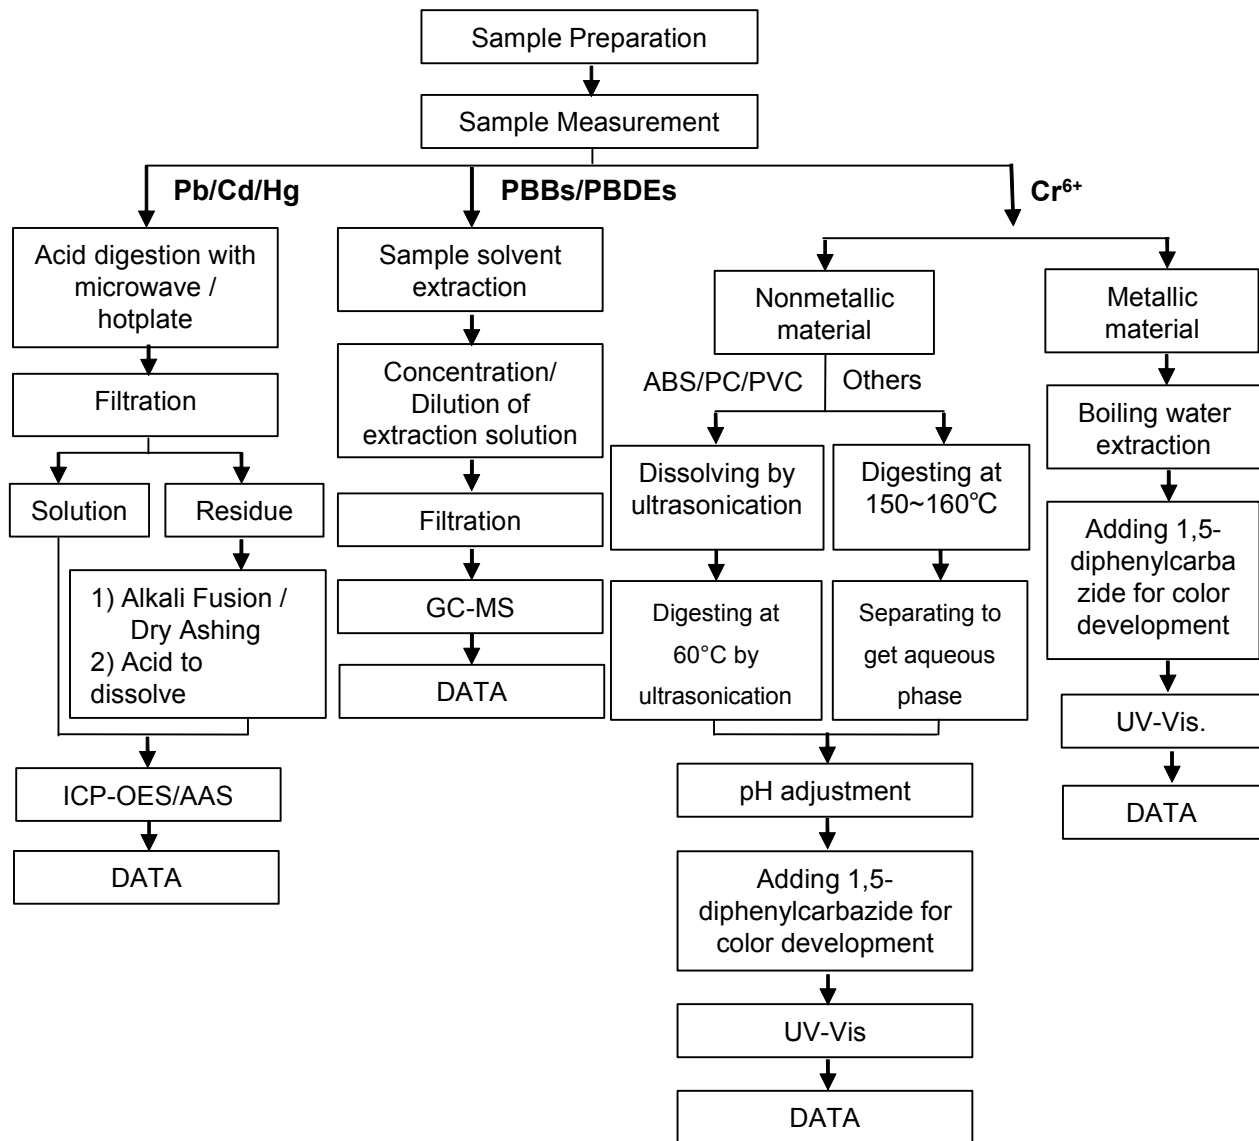 Sample Preparation
Sample Measurement
Pb/Cd/Hg
PBBs/PBDEs
Cr⁶⁺
Acid digestion with
microwave /
hotplate
Filtration
Solution
Residue
1) Alkali Fusion /
Dry Ashing
2) Acid to
dissolve
ICP-OES/AAS
DATA
Sample solvent
extraction
Concentration/
Dilution of
extraction solution
Filtration
GC-MS
DATA
Nonmetallic
material
ABS/PC/PVC
Others
Dissolving by
ultrasonication
Digesting at
60°C by
ultrasonication
Digesting at
150~160℃
Separating to
get aqueous
phase
pH adjustment
Adding 1,5-
diphenylcarbazide for
color development
UV-Vis
DATA
Metallic
material
Boiling water
extraction
Adding 1,5-
diphenylcarba
zide for color
development
UV-Vis.
DATA